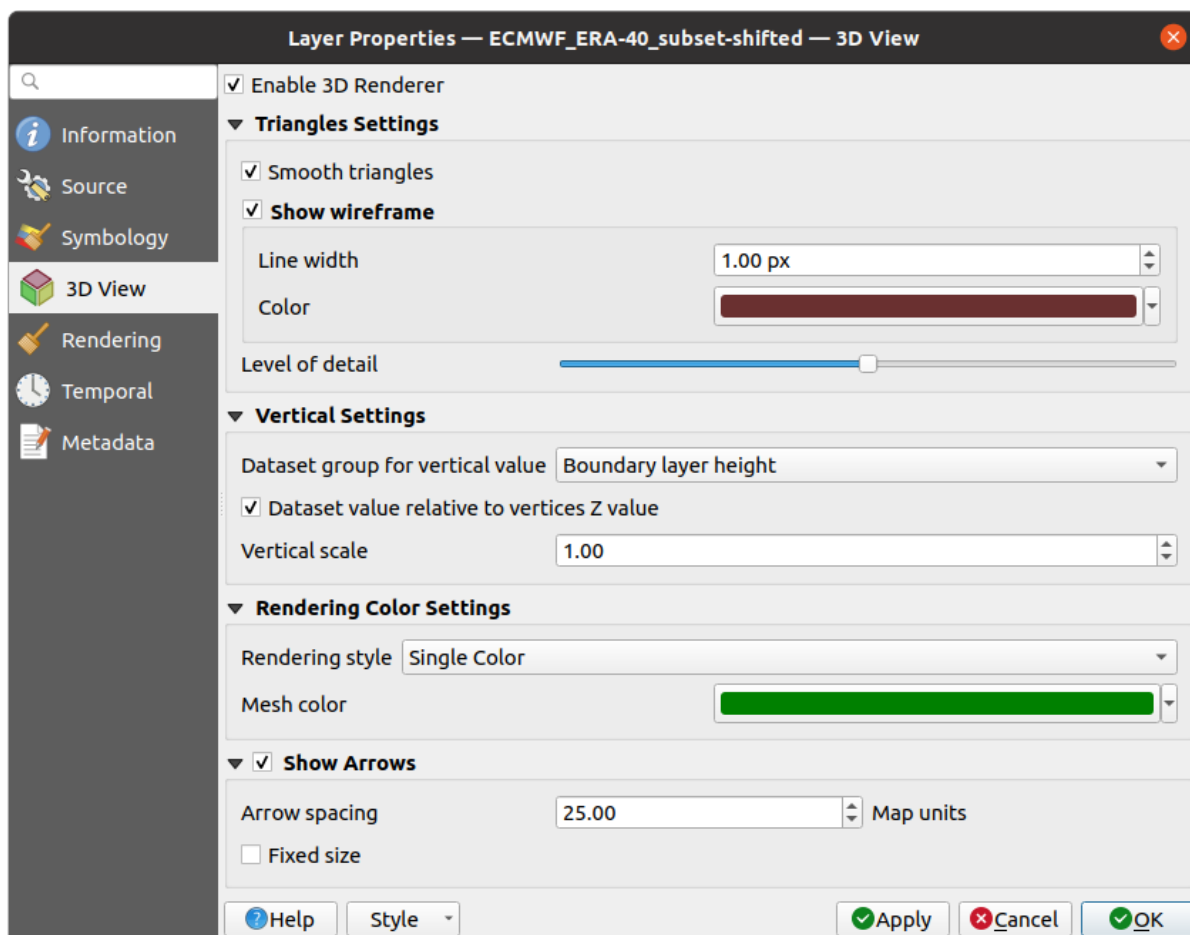 Layer Properties — ECMWF_ERA-40_subset-shifted — 3D View
Information
Source
Symbology
3D View
Rendering
Temporal
Metadata
Enable 3D Renderer
Triangles Settings
Smooth triangles
Show wireframe
Line width 1.00 px
Color
Level of detail
Vertical Settings
Dataset group for vertical value Boundary layer height
Dataset value relative to vertices Z value
Vertical scale 1.00
Rendering Color Settings
Rendering style Single Color
Mesh color
Show Arrows
Arrow spacing 25.00 Map units
Fixed size
Help Style Apply Cancel OK